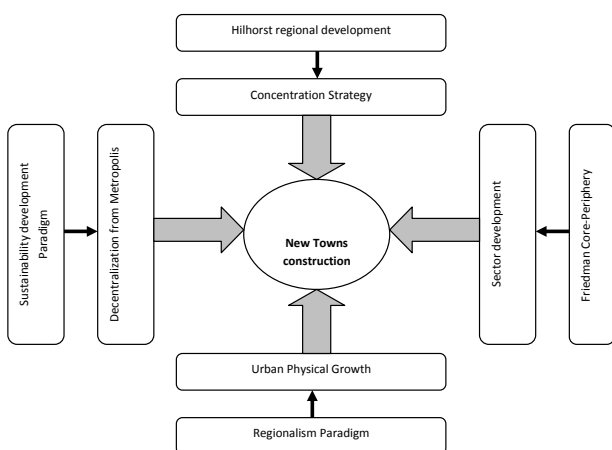 Hilhorst regional development
Concentration Strategy
Sustainability development
Paradigm
Decentralization from Metropolis
New Towns
construction
Sector development
Friedman Core-Periphery
Urban Physical Growth
Regionalism Paradigm